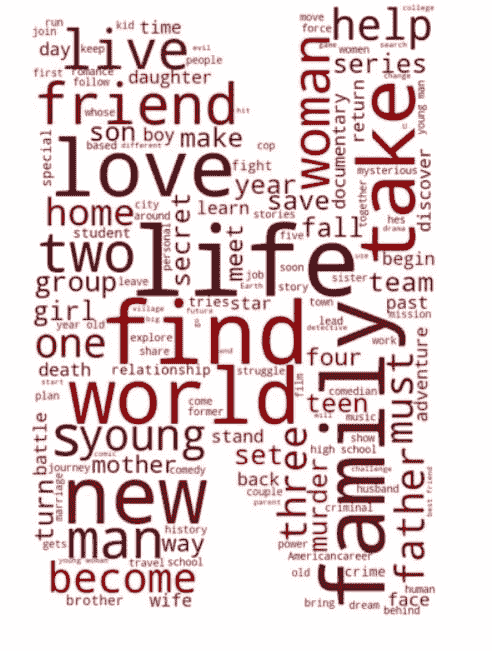 run
join
kid time
help
move
force
college
day
keep
live
evil
people
game women search
first romance
follow
daughter
woman
series
change
friend
whose
hit
take
documentary
return
young man
son boy make
based different
cop
special
love
fight
mysterious
year
save
together
discover
home
city
around
secret
learn
stories
fall
hes
drama
student
personal
meet
five
two
life
begin
group
leave
job
Earth
soon
story
sister
use
team
girl
village
big
future
go
tries star
town
past
mission
year old
find
lead
detective
one
explore
share
and
work
four
family
must
adventure
death
relationship
struggle
start
plan
world
come
former
film
comedian
teen
kill
music
young
s
stand
three
show
battle
comic
set
high school
journey mother comedy
back
murder
challenge
father
best friend
turn
marriage
new
couple
parent
husband
criminal
man
history
way
power
gets
American career
young woman
travel school
old
crime
become
human
brother
wife
bring
dream
face
behind